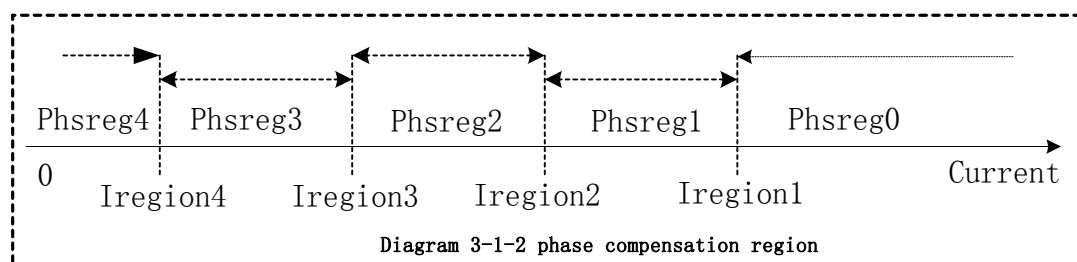 Phsreg4 Phsreg3 Phsreg2 Phsreg1 Phsreg0
0 Current
Iregion4 Iregion3 Iregion2 Iregion1
Diagram 3-1-2 phase compensation region